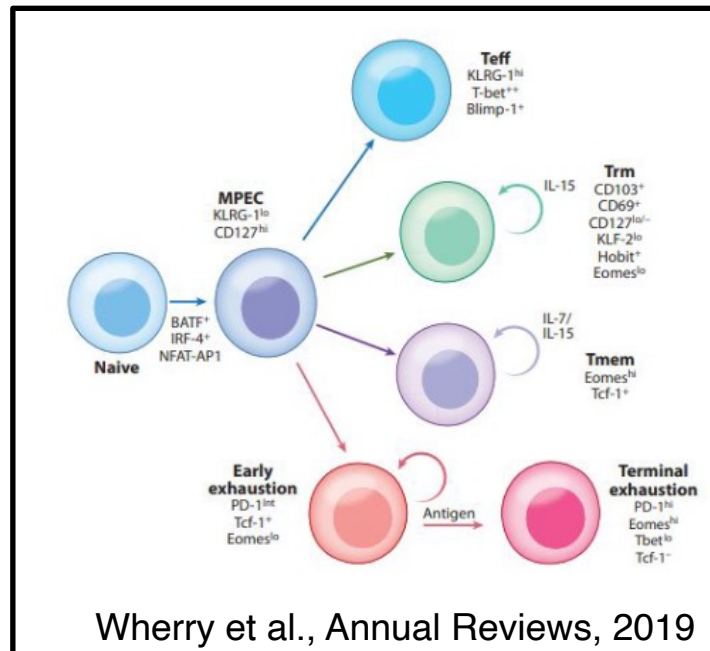 Teff
KLRG-1hi
T-bet++
Blimp-1+
Trm
CD103+
CD69+
CD127lo/–
KLF-2lo
Hobit+
Eomeslo
IL-15
MPEC
KLRG-1lo
CD127hi
BATF+
IRF-4+
NFAT-AP1
Naive
IL-7/
IL-15
Tmem
Eomeshi
Tcf-1+
Early
exhaustion
PD-1int
Tcf-1+
Eomeslo
Antigen
Terminal
exhaustion
PD-1hi
Eomeshi
Tbetlo
Tcf-1–
Wherry et al., Annual Reviews, 2019